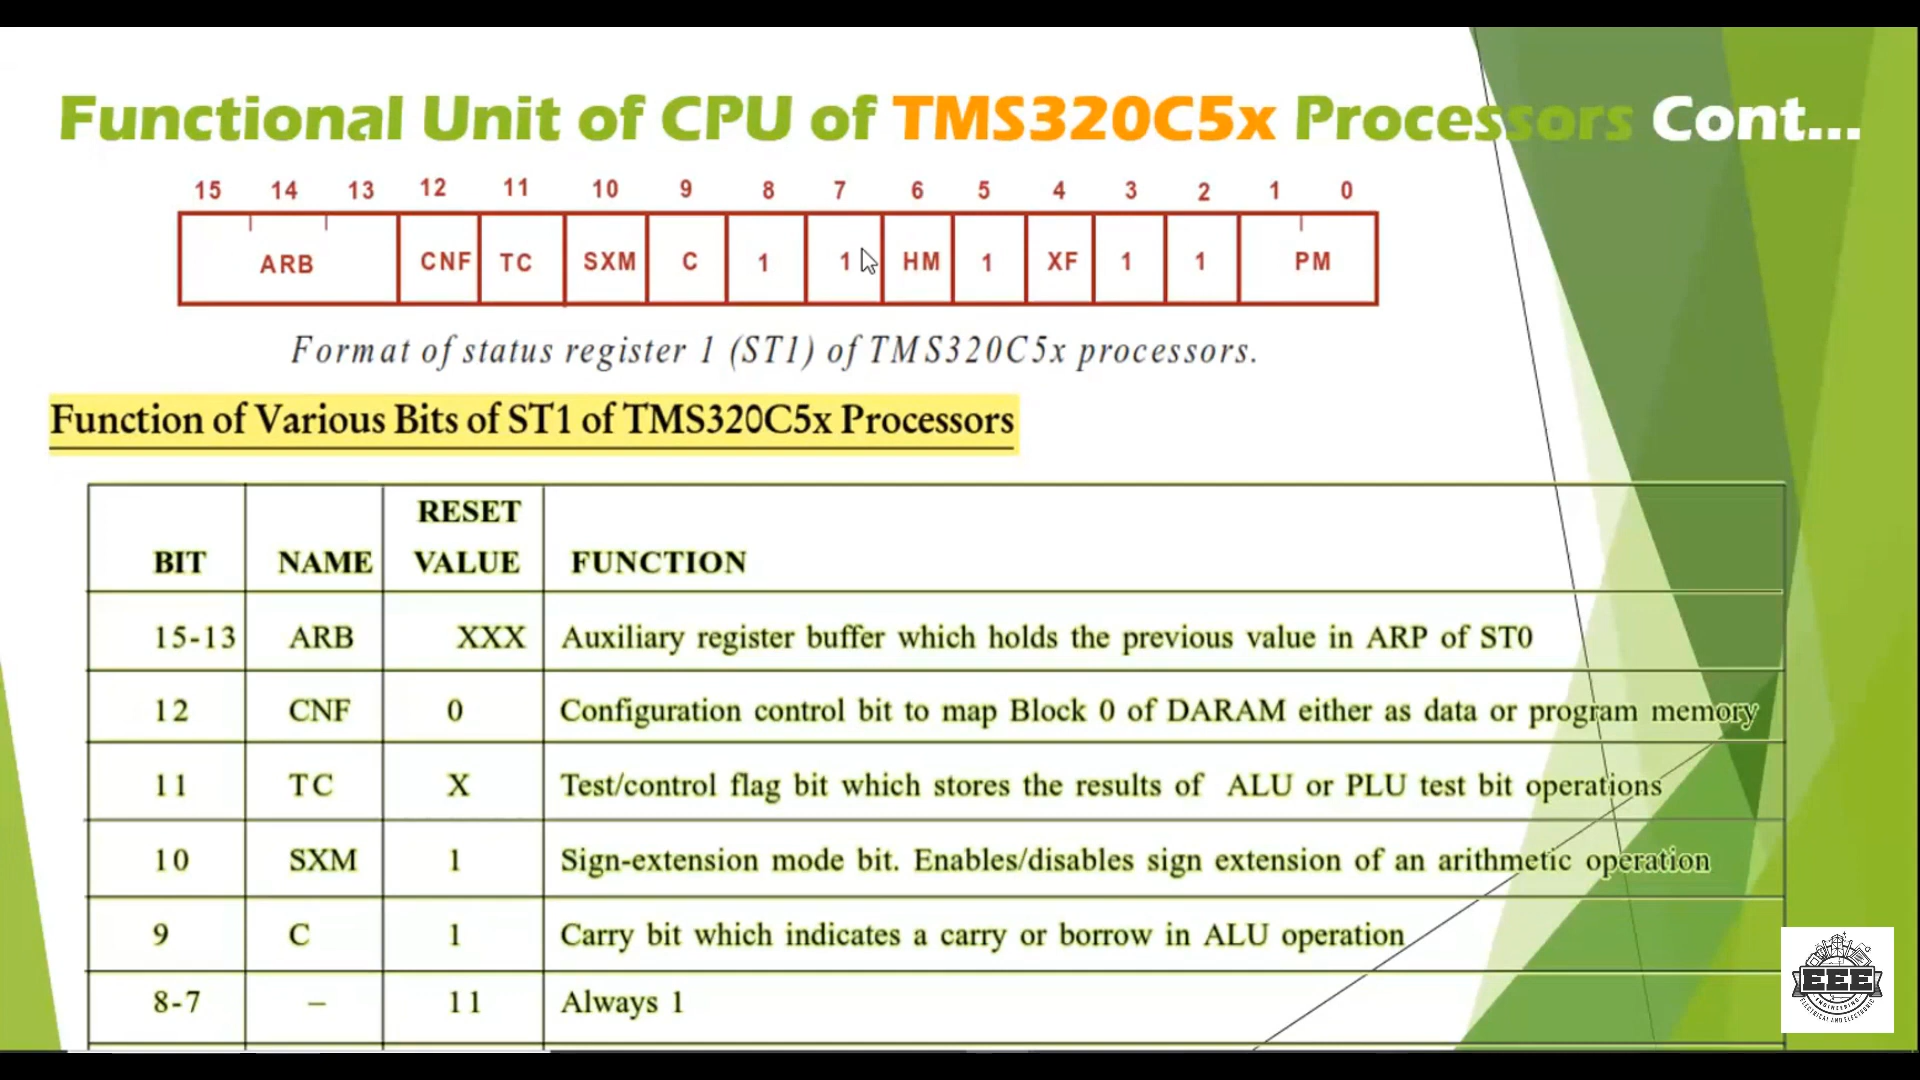 Functional Unit of CPU of TMS320C5x Processors Cont...
15 14 13 12 11 10 9 8 7 6 5 4 3 2 1 0
ARB CNF TC SXM C 1 1 HM 1 XF 1 1 PM
Format of status register 1 (ST1) of TMS320C5x processors.
Function of Various Bits of ST1 of TMS320C5x Processors
BIT NAME RESET VALUE FUNCTION
15-13 ARB XXX Auxiliary register buffer which holds the previous value in ARP of ST0
12 CNF 0 Configuration control bit to map Block 0 of DARAM either as data or program memory
11 TC X Test/control flag bit which stores the results of ALU or PLU test bit operations
10 SXM 1 Sign-extension mode bit. Enables/disables sign extension of an arithmetic operation
9 C 1 Carry bit which indicates a carry or borrow in ALU operation
8-7 – 11 Always 1
EEE
ENGINEERING
ELECTRICAL AND ELECTRONIC